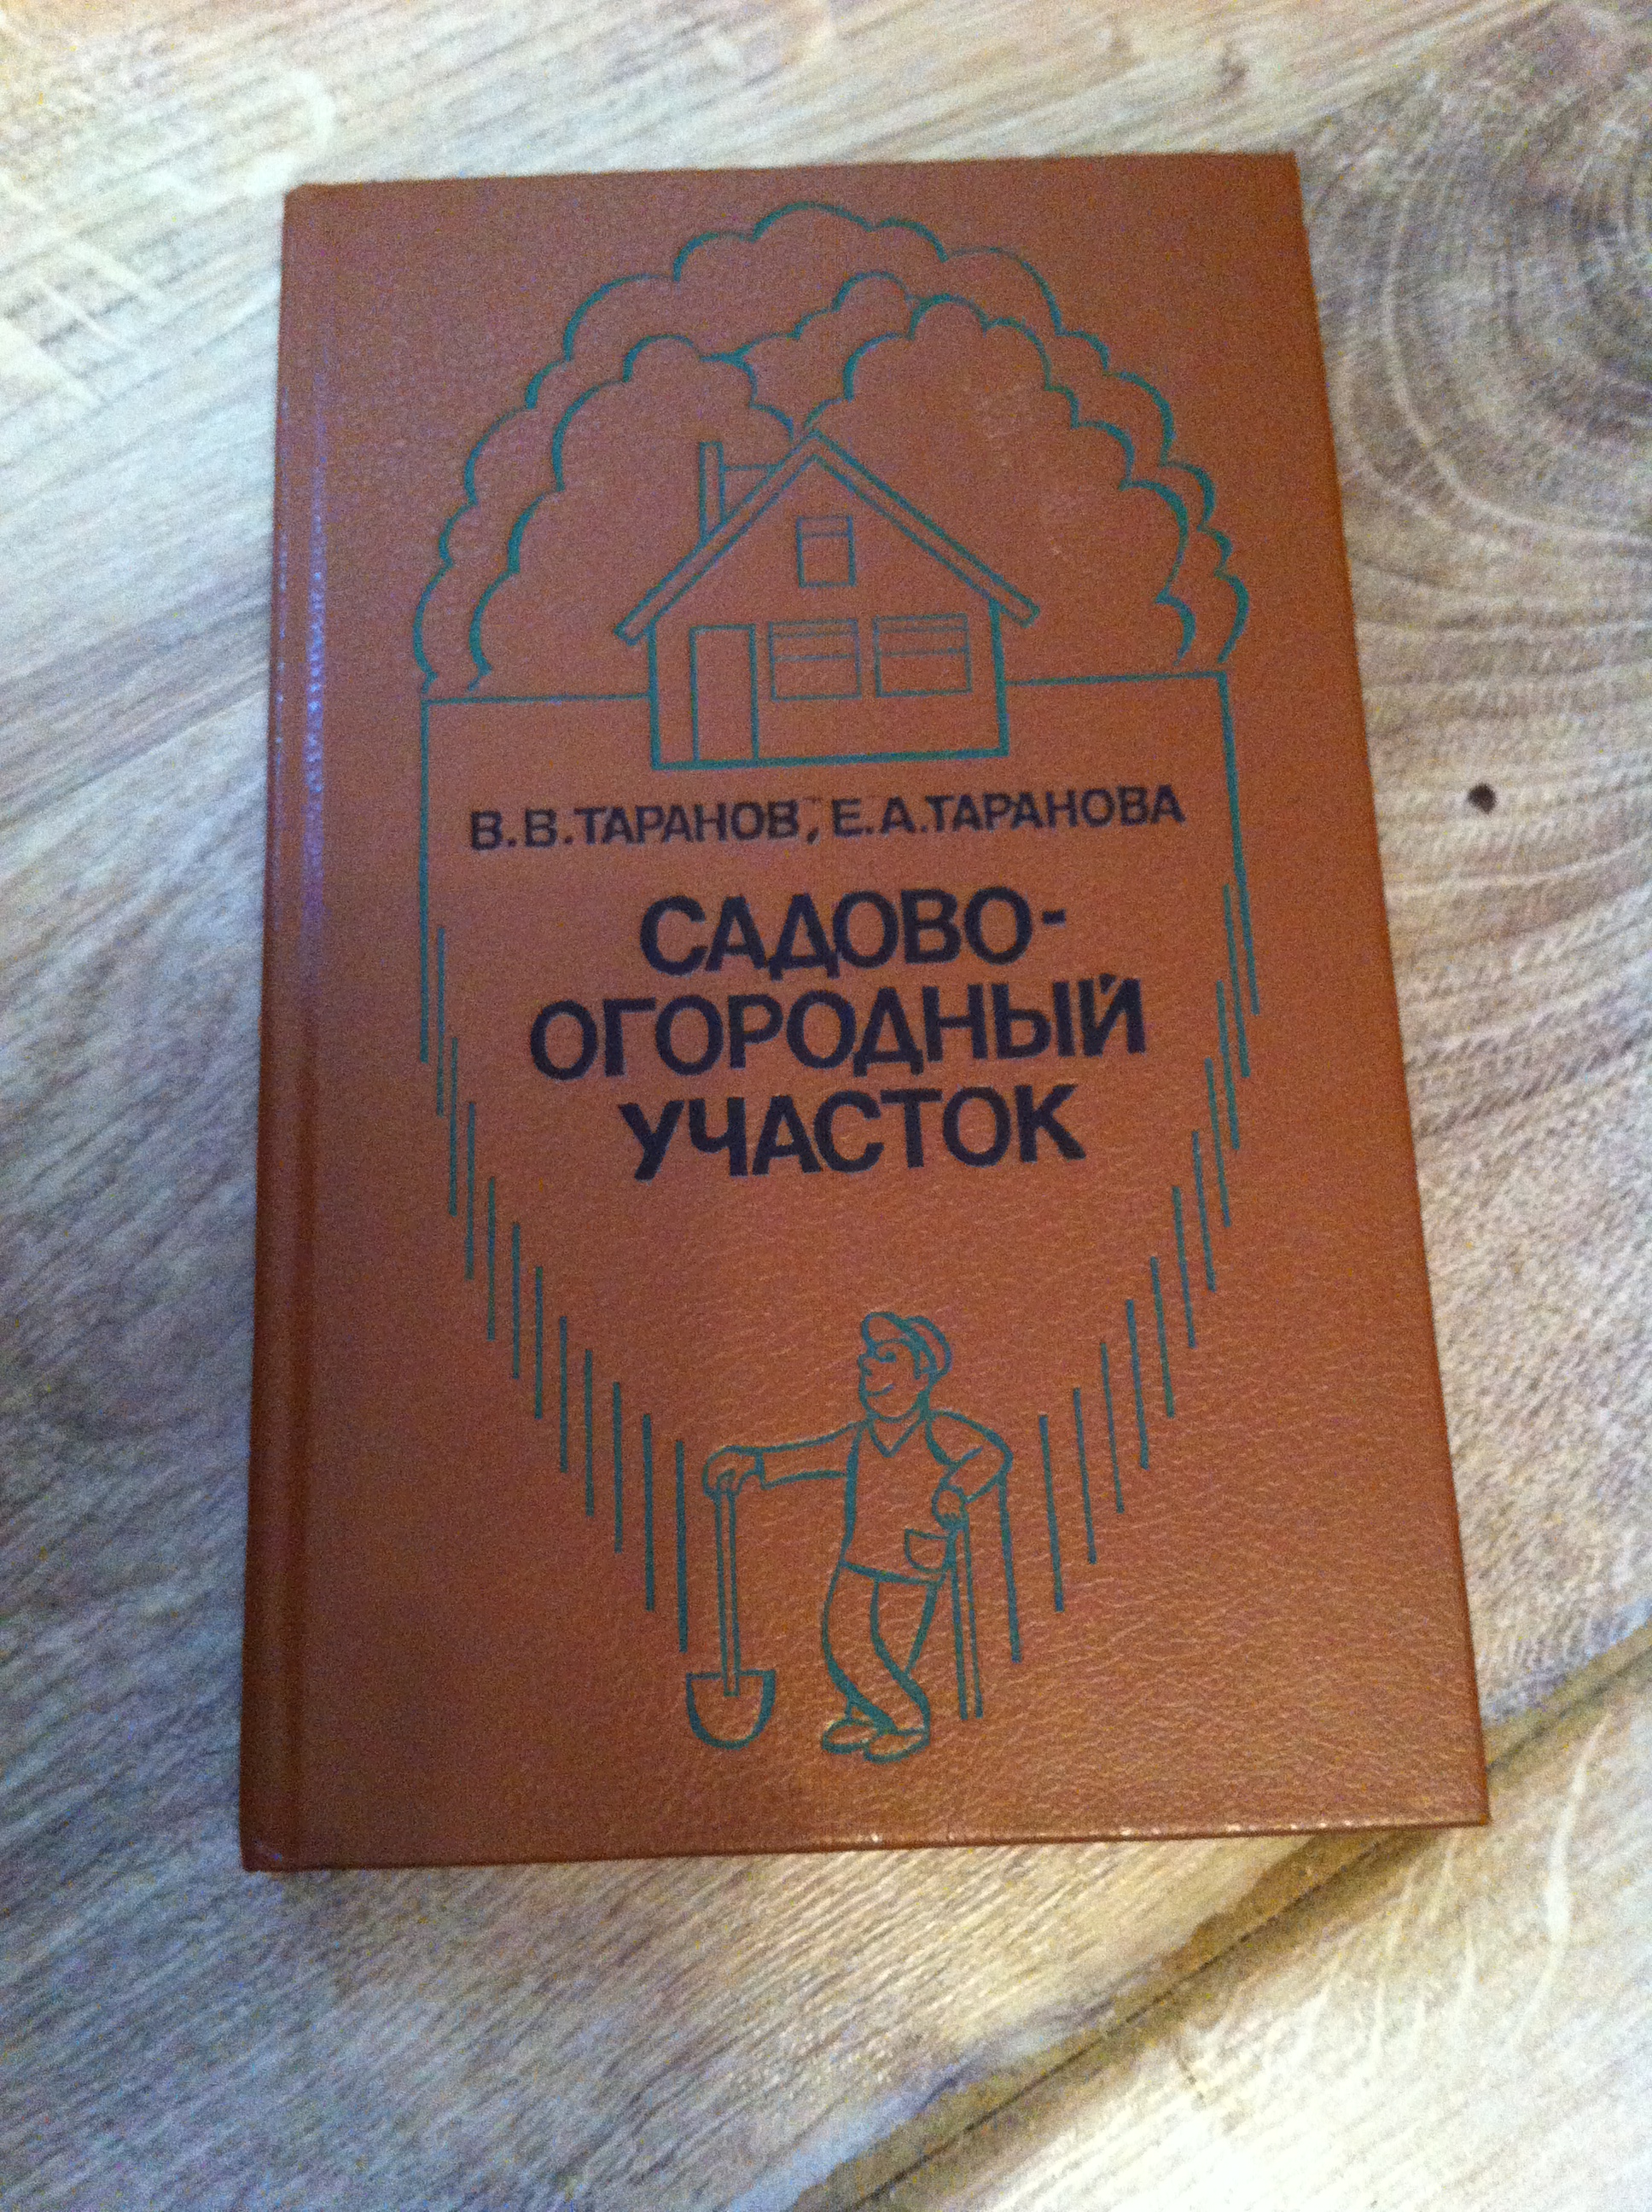 В.В.ТАРАНОВ, Е.А.ТАРАНОВА
САДОВО-
ОГОРОДНЫЙ
УЧАСТОК